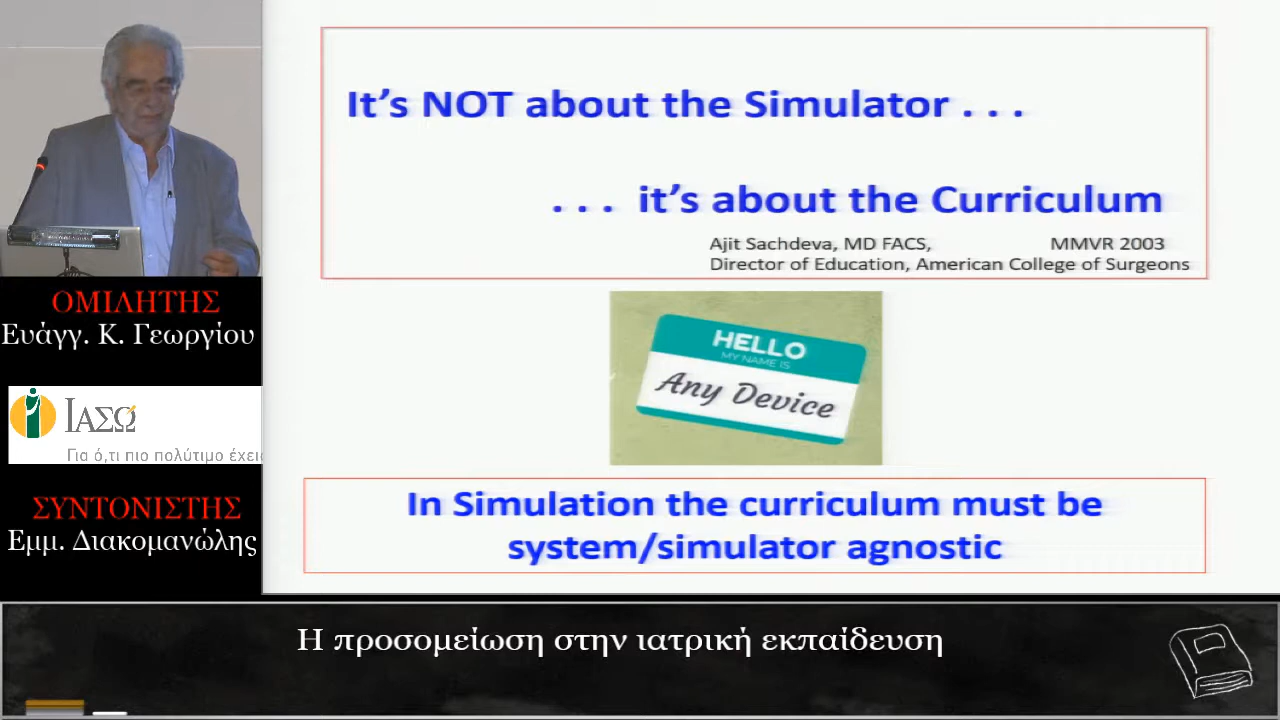 It's NOT about the Simulator . . .
. . . it's about the Curriculum
Ajit Sachdeva, MD FACS, MMVR 2003
Director of Education, American College of Surgeons
HELLO
MY NAME IS
Any Device
In Simulation the curriculum must be
system/simulator agnostic
ΟΜΙΛΗΤΗΣ
Ευάγγ. Κ. Γεωργίου
ΙΑΣΩ
Για ό,τι πιο πολύτιμο έχει
ΣΥΝΤΟΝΙΣΤΗΣ
Εμμ. Διακομανώλης
Η προσομείωση στην ιατρική εκπαίδευση